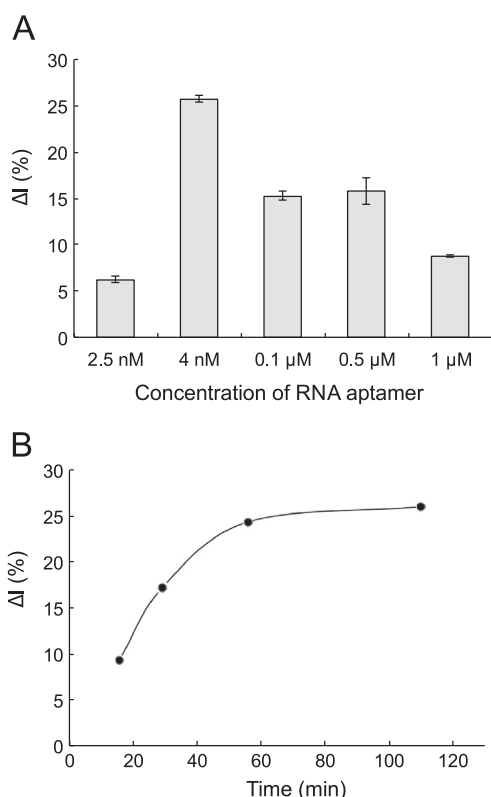 A
30
25
20
15
10
5
0
ΔI (%)
2.5 nM 4 nM 0.1 µM 0.5 µM 1 µM
Concentration of RNA aptamer
B
30
25
20
15
10
5
0
ΔI (%)
0 20 40 60 80 100 120
Time (min)